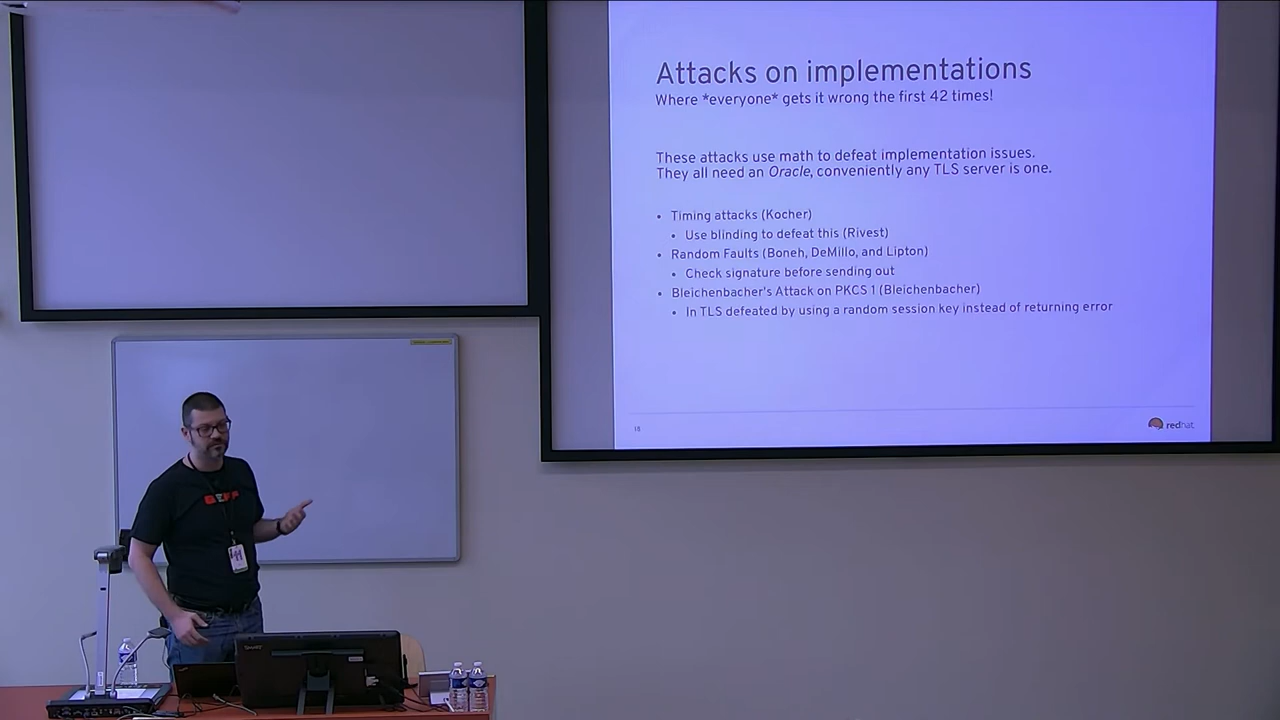 Attacks on implementations
Where *everyone* gets it wrong the first 42 times!
These attacks use math to defeat implementation issues.
They all need an Oracle, conveniently any TLS server is one.
• Timing attacks (Kocher)
• Use blinding to defeat this (Rivest)
• Random Faults (Boneh, DeMillo, and Lipton)
• Check signature before sending out
• Bleichenbacher's Attack on PKCS 1 (Bleichenbacher)
• In TLS defeated by using a random session key instead of returning error
18
redhat